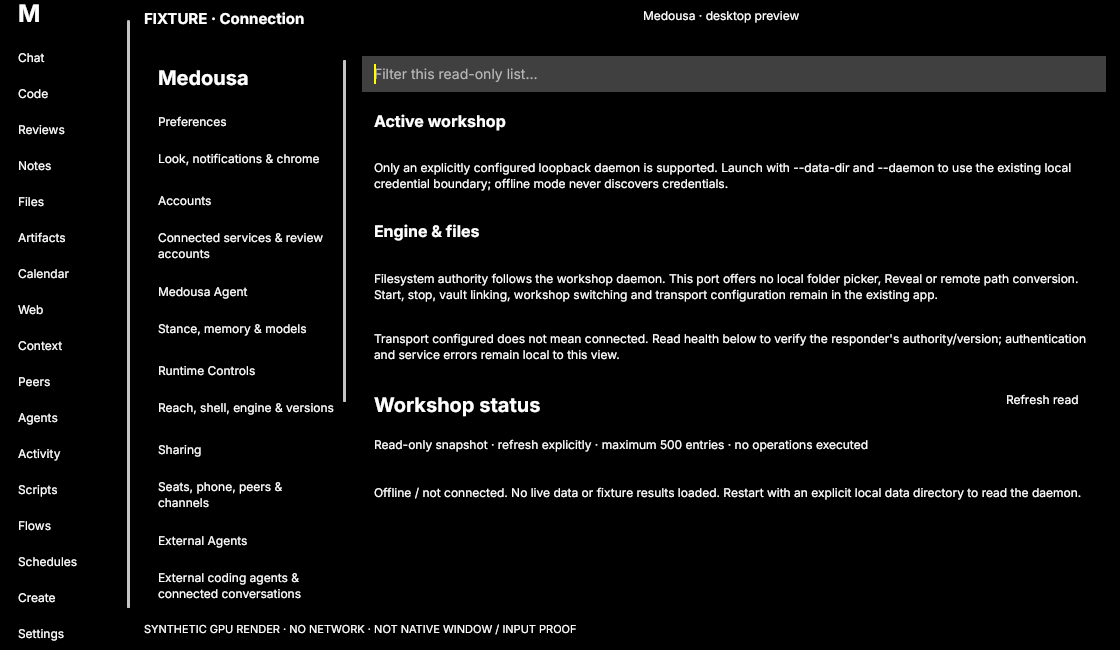 M
Chat
Code
Reviews
Notes
Files
Artifacts
Calendar
Web
Context
Peers
Agents
Activity
Scripts
Flows
Schedules
Create
Settings
FIXTURE · Connection
Medousa · desktop preview
Medousa
Preferences
Look, notifications & chrome
Accounts
Connected services & review
accounts
Medousa Agent
Stance, memory & models
Runtime Controls
Reach, shell, engine & versions
Sharing
Seats, phone, peers &
channels
External Agents
External coding agents &
connected conversations
Filter this read-only list...
Active workshop
Only an explicitly configured loopback daemon is supported. Launch with --data-dir and --daemon to use the existing local
credential boundary; offline mode never discovers credentials.
Engine & files
Filesystem authority follows the workshop daemon. This port offers no local folder picker, Reveal or remote path conversion.
Start, stop, vault linking, workshop switching and transport configuration remain in the existing app.
Transport configured does not mean connected. Read health below to verify the responder's authority/version; authentication
and service errors remain local to this view.
Workshop status
Refresh read
Read-only snapshot · refresh explicitly · maximum 500 entries · no operations executed
Offline / not connected. No live data or fixture results loaded. Restart with an explicit local data directory to read the daemon.
SYNTHETIC GPU RENDER · NO NETWORK · NOT NATIVE WINDOW / INPUT PROOF